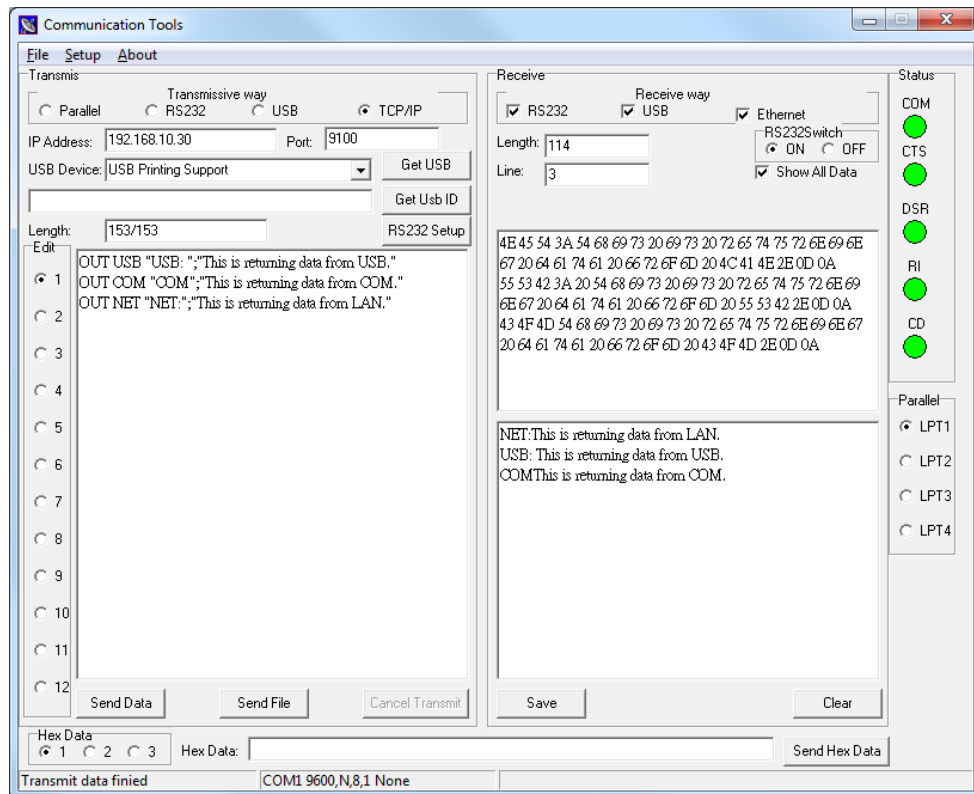 Communication Tools
File Setup About
Transmis
Transmissive way
Parallel RS232 USB TCP/IP
IP Address: 192.168.10.30 Port: 9100
USB Device: USB Printing Support Get USB
Get Usb ID
Length: 153/153 RS232 Setup
Edit
1
2
3
4
5
6
7
8
9
10
11
12
OUT USB "USB: ";"This is returning data from USB."
OUT COM "COM";"This is returning data from COM."
OUT NET "NET:";"This is returning data from LAN."
Send Data Send File Cancel Transmit
Receive
Receive way
RS232 USB Ethernet
Length: 114
RS232Switch
ON OFF
Line: 3
Show All Data
4E 45 54 3A 54 68 69 73 20 69 73 20 72 65 74 75 72 6E 69 6E
67 20 64 61 74 61 20 66 72 6F 6D 20 4C 41 4E 2E 0D 0A
55 53 42 3A 20 54 68 69 73 20 69 73 20 72 65 74 75 72 6E 69
6E 67 20 64 61 74 61 20 66 72 6F 6D 20 55 53 42 2E 0D 0A
43 4F 4D 54 68 69 73 20 69 73 20 72 65 74 75 72 6E 69 6E 67
20 64 61 74 61 20 66 72 6F 6D 20 43 4F 4D 2E 0D 0A
NET:This is returning data from LAN.
USB: This is returning data from USB.
COMThis is returning data from COM.
Save Clear
Status
COM
CTS
DSR
RI
CD
Parallel
LPT1
LPT2
LPT3
LPT4
Hex Data
1 2 3 Hex Data: Send Hex Data
Transmit data finied COM1 9600,N,8,1 None